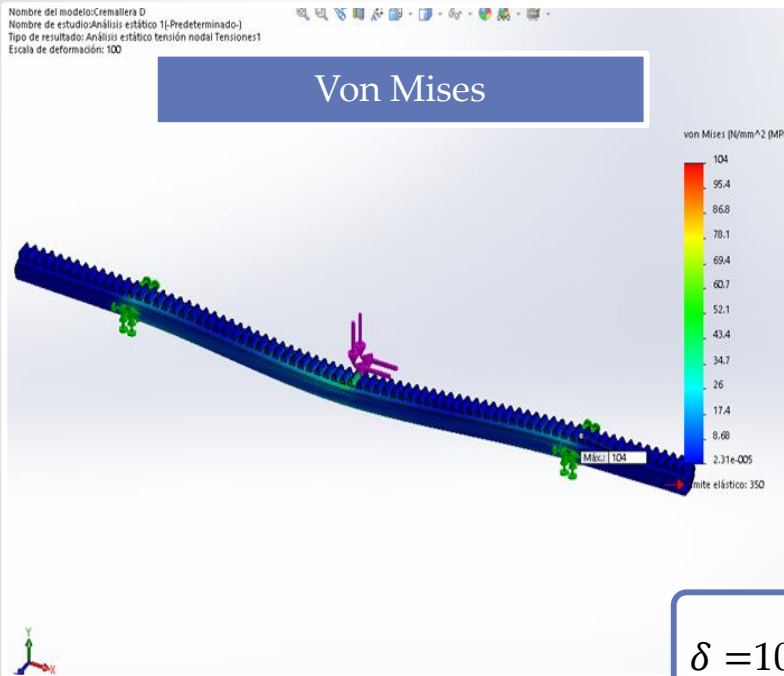 Nombre del modelo:Cremallera D
Nombre de estudio:Análisis estático 1(-Predeterminado-)
Tipo de resultado: Análisis estático tensión nodal Tensiones1
Escala de deformación: 100
Von Mises
von Mises (N/mm^2 (MP
104
95.4
86.8
78.1
69.4
60.7
52.1
43.4
34.7
26
17.4
8.68
2.31e-005
mite elástico: 350
Máx.: 104
Y
X
δ =10